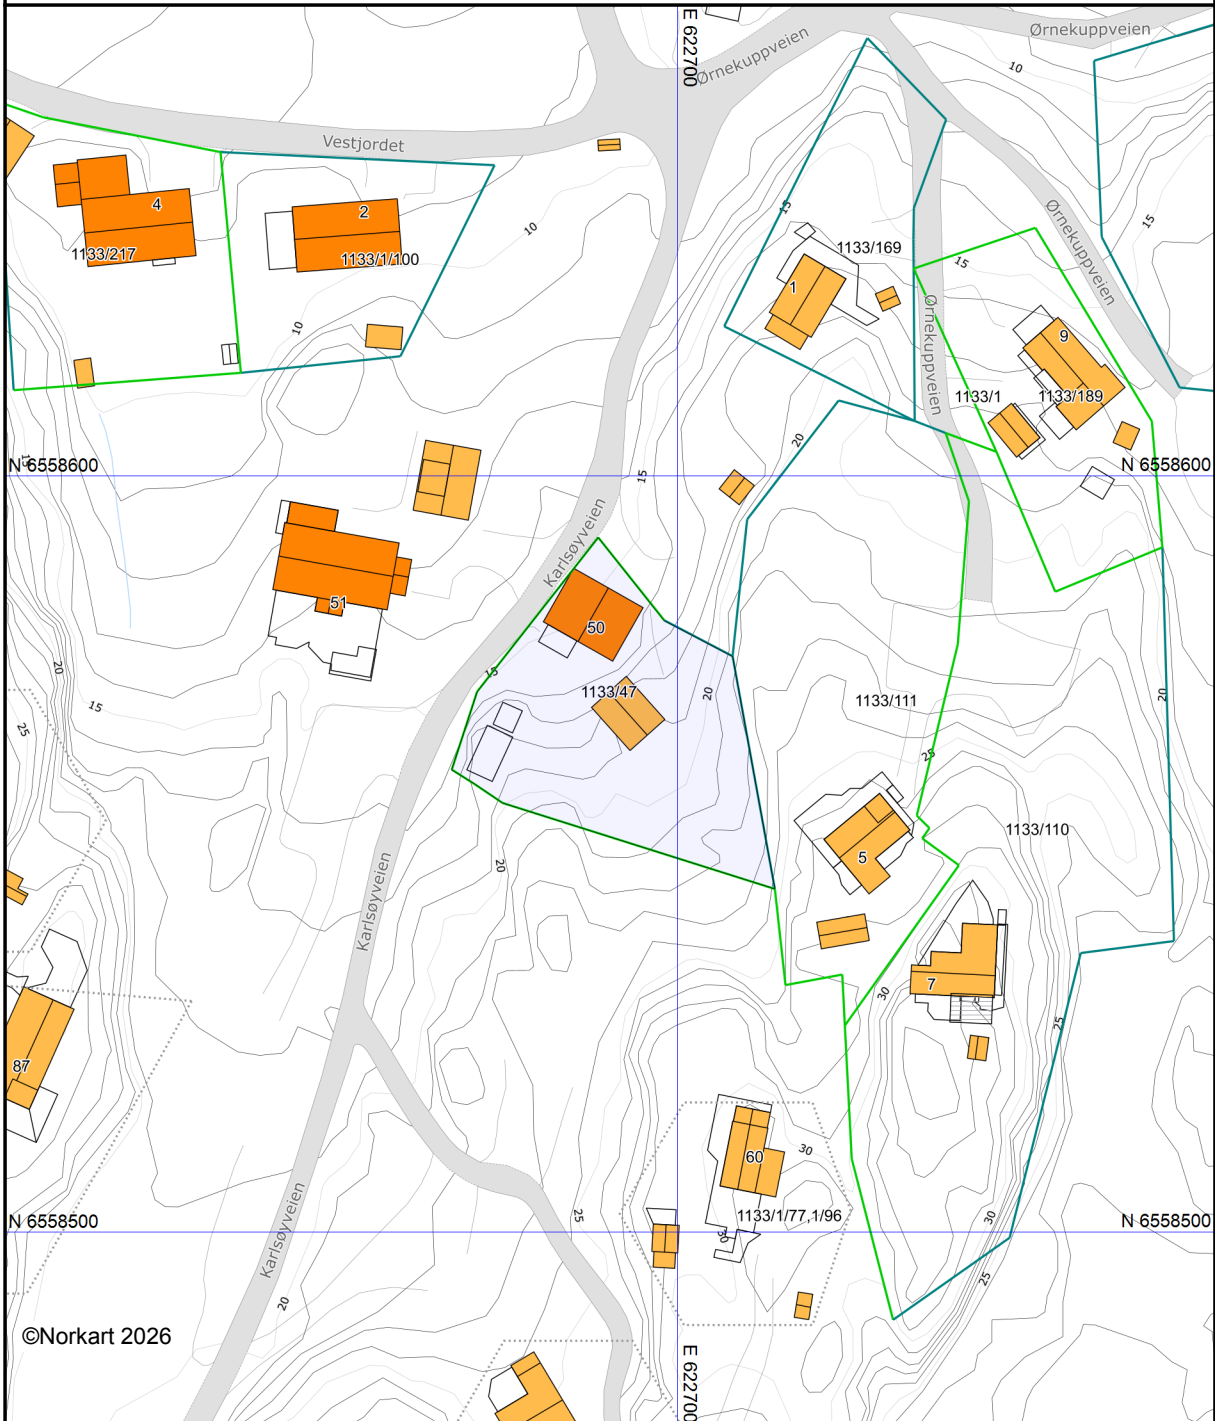 E 622700
Ørnekuppveien
Ørnekuppveien
10
Vestjordet
4
2
1133/217
1133/1/100
10
10
15
1133/169
1
15
15
Ørnekuppveien
Ørnekuppveien
9
1133/1
1133/189
20
15
N 6558600
15
N 6558600
Karlsøyveien
51
50
20
15
1133/47
20
1133/111
20
15
25
25
5
1133/110
20
Karlsøyveien
7
30
25
87
60
30
1133/1/77,1/96
30
25
N 6558500
N 6558500
30
Karlsøyveien
25
20
©Norkart 2026
E 622700